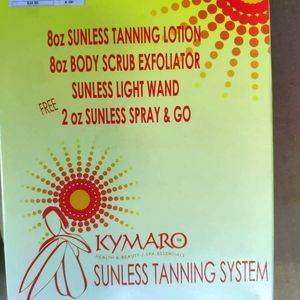 8oz SUNLESS TANNING LOTION
8oz BODY SCRUB EXFOLIATOR
SUNLESS LIGHT WAND
FREE 2 oz SUNLESS SPRAY & GO
KYMARO™
HEALTH & BEAUTY / SPA ESSENTIALS
SUNLESS TANNING SYSTEM